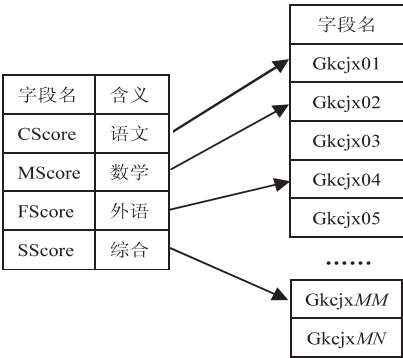 字段名 含义
CScore 语文
MScore 数学
FScore 外语
SScore 综合
字段名
Gkcjx01
Gkcjx02
Gkcjx03
Gkcjx04
Gkcjx05
……
GkcjxMM
GkcjxMN